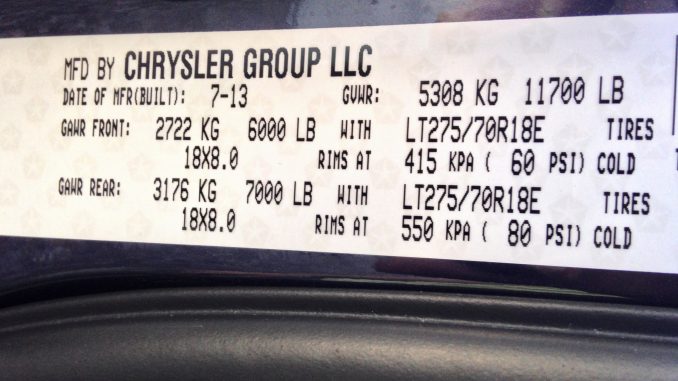 MFD BY CHRYSLER GROUP LLC
DATE OF MFR(BUILT): 7-13 GVWR: 5308 KG 11700 LB
GAWR FRONT: 2722 KG 6000 LB WITH LT275/70R18E TIRES
18X8.0 RIMS AT 415 KPA ( 60 PSI) COLD
GAWR REAR: 3176 KG 7000 LB WITH LT275/70R18E TIRES
18X8.0 RIMS AT 550 KPA ( 80 PSI) COLD